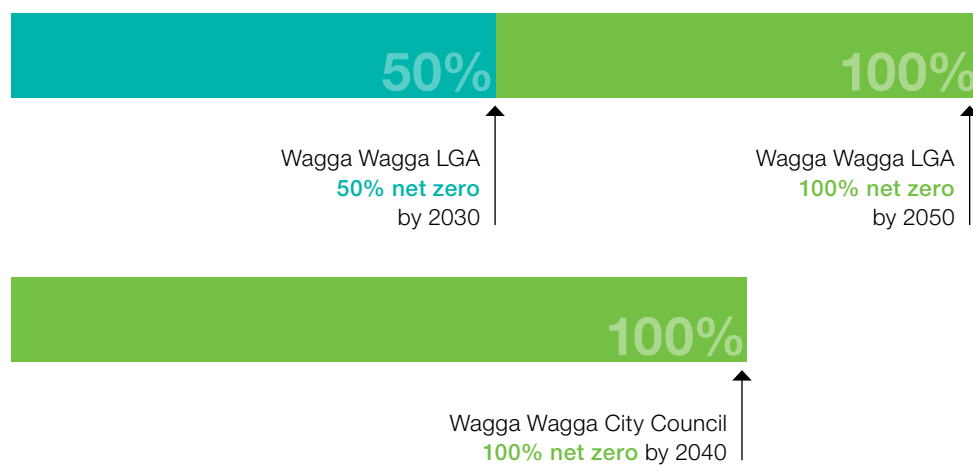 50%
100%
Wagga Wagga LGA
50% net zero
by 2030
Wagga Wagga LGA
100% net zero
by 2050
100%
Wagga Wagga City Council
100% net zero by 2040